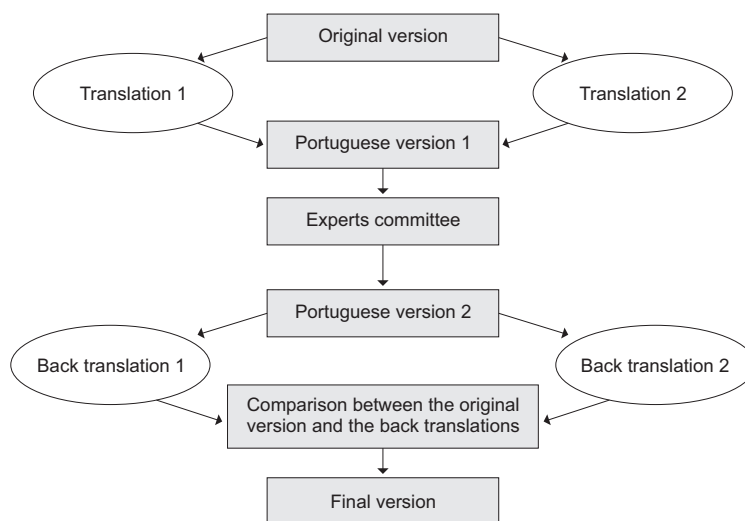 Original version
Translation 1
Translation 2
Portuguese version 1
Experts committee
Portuguese version 2
Back translation 1
Back translation 2
Comparison between the original
version and the back translations
Final version